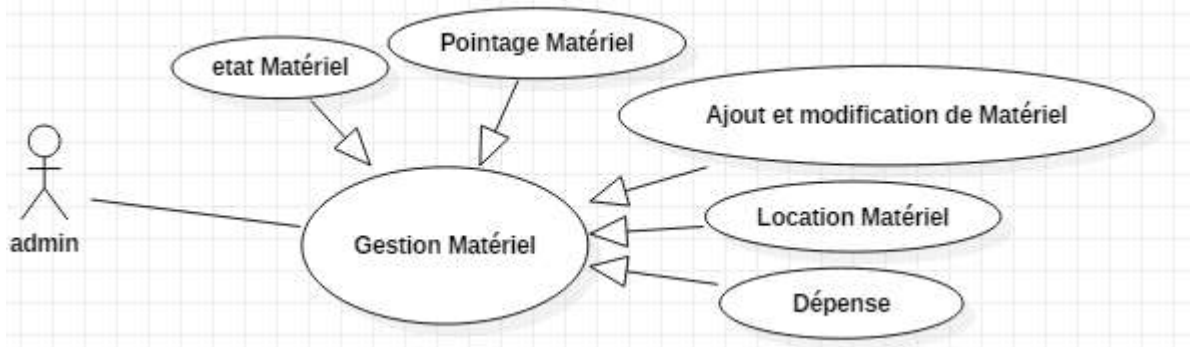 Pointage Matériel
etat Matériel
Ajout et modification de Matériel
admin
Gestion Matériel
Location Matériel
Dépense